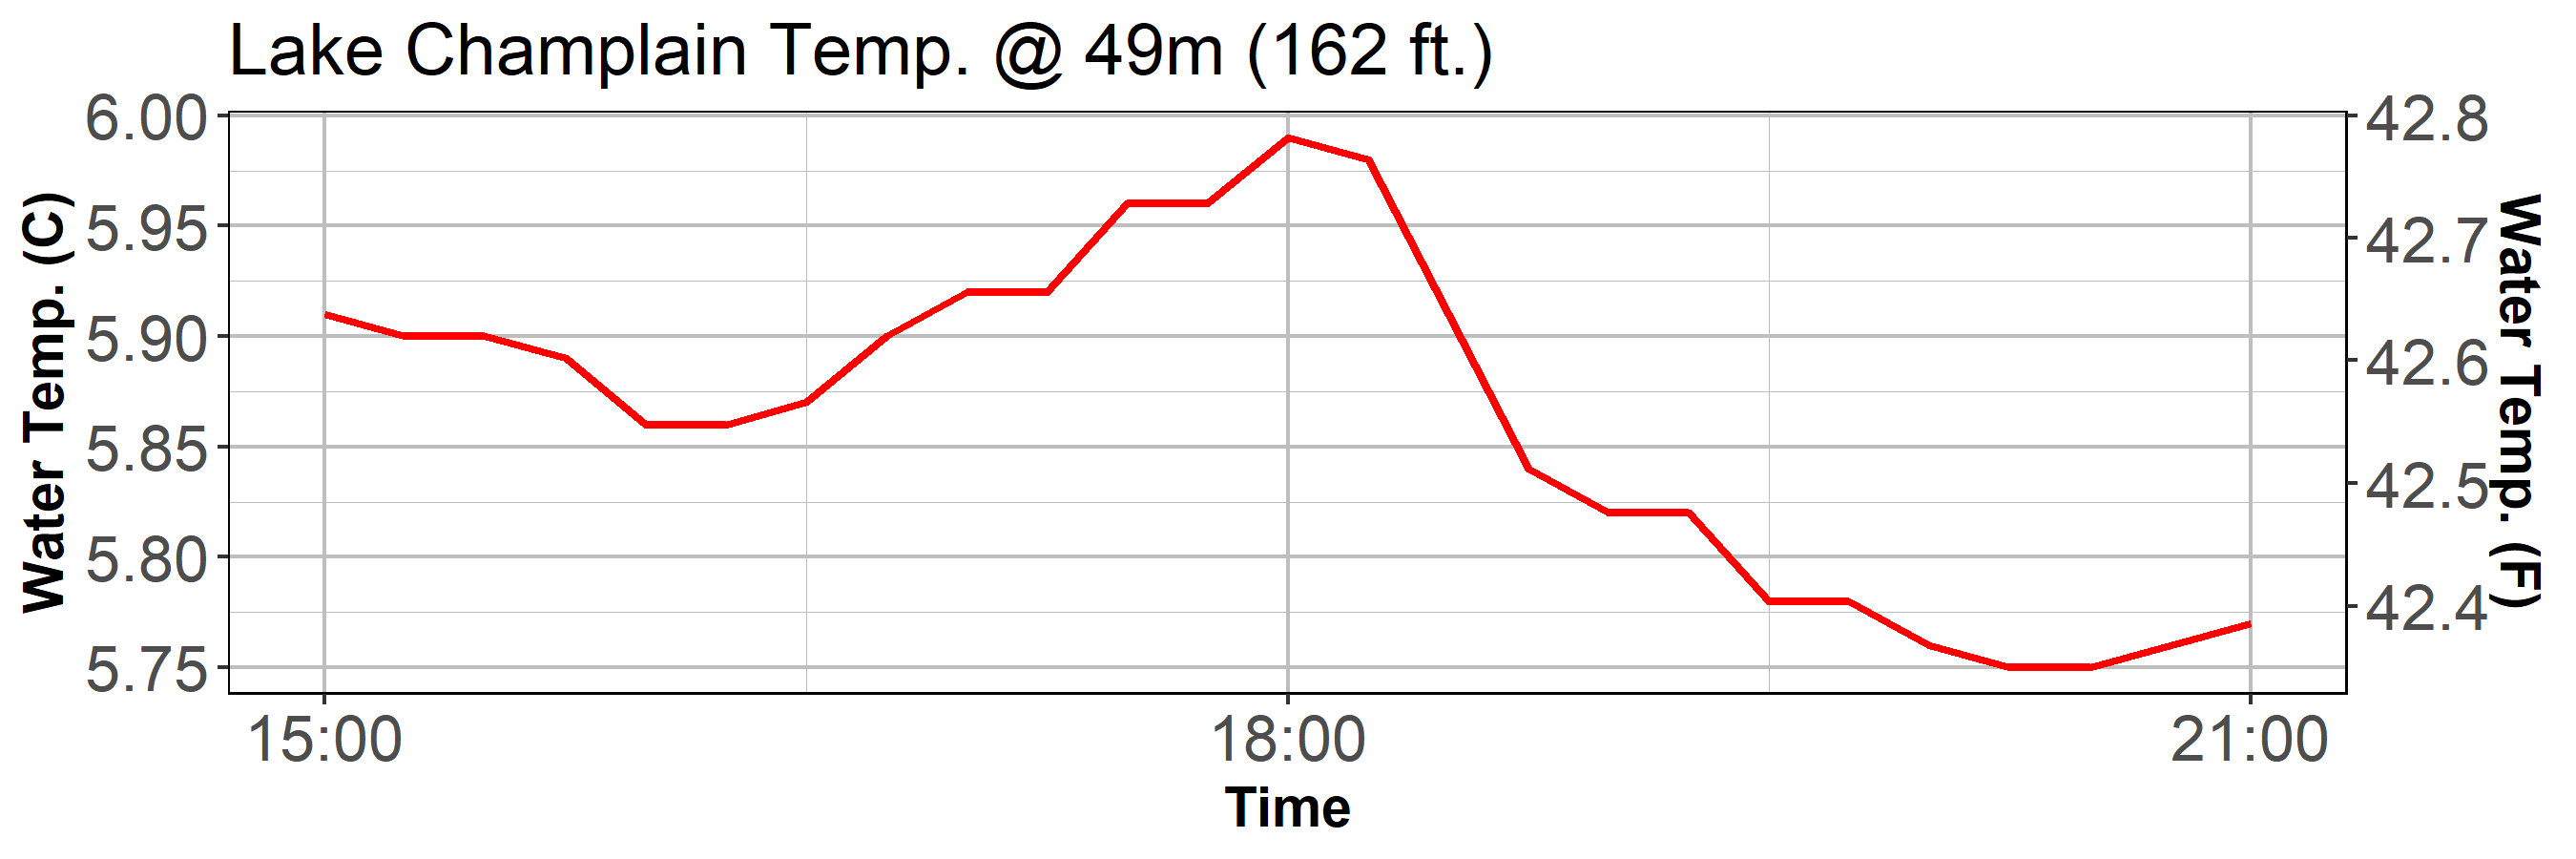 Lake Champlain Temp. @ 49m (162 ft.)
Water Temp. (C)
6.00
5.95
5.90
5.85
5.80
5.75
42.8
42.7
42.6
42.5
42.4
Water Temp. (F)
15:00 18:00 21:00
Time